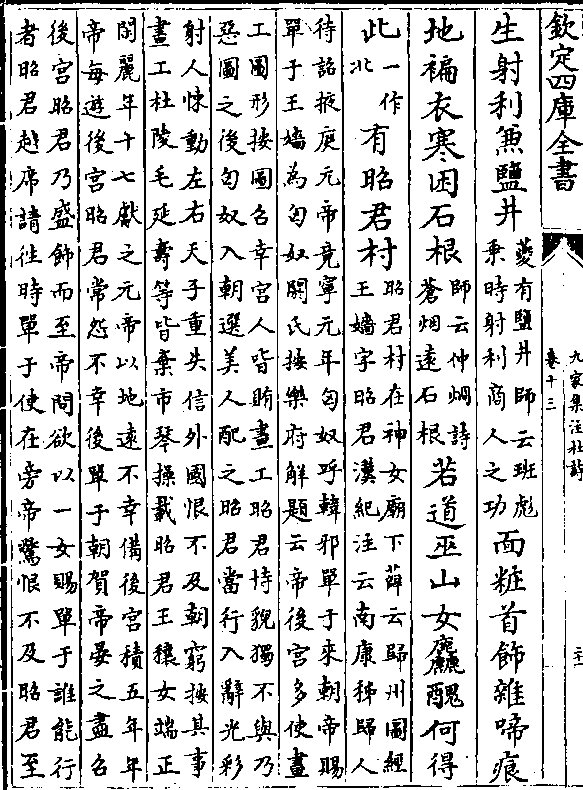 欽定四庫全書
九家集注杜詩
卷十三
生射利兼鹽井
夔有鹽井師云班彪
乗時射利商人之功
面粧首飾雜啼痕
地褊衣寒困石根
師云仲烱詩
蒼烟遠石根
若道巫山女麤醜何得
此
一作
北
有昭君村
昭君村在神女廟下薛云歸州圖經
王嬙字昭君漢紀注云南康秭歸人
待詔掖庭元帝竟寧元年匈奴呼韓邪單于來朝帝賜
單于王嬙為匈奴閼氏按樂府解題云帝後宮多使畫
工圖形按圖召幸宮人皆賄畫工昭君恃貌獨不與乃
惡圖之後匈奴入朝選美人配之昭君當行入辭光彩
射人悚動左右天子重失信外國恨不及朝窮按其事
畫工杜陵毛延壽等皆棄市琴操載昭君王穰女端正
閒麗年十七獻之元帝以地遠不幸備後宮積五年年
帝每遊後宮昭君常怨不幸後單于朝賀帝宴之盡召
後宮昭君乃盛飾而至帝問欲以一女賜單于誰能行
者昭君越席請往時單于使在旁帝驚恨不及昭君至